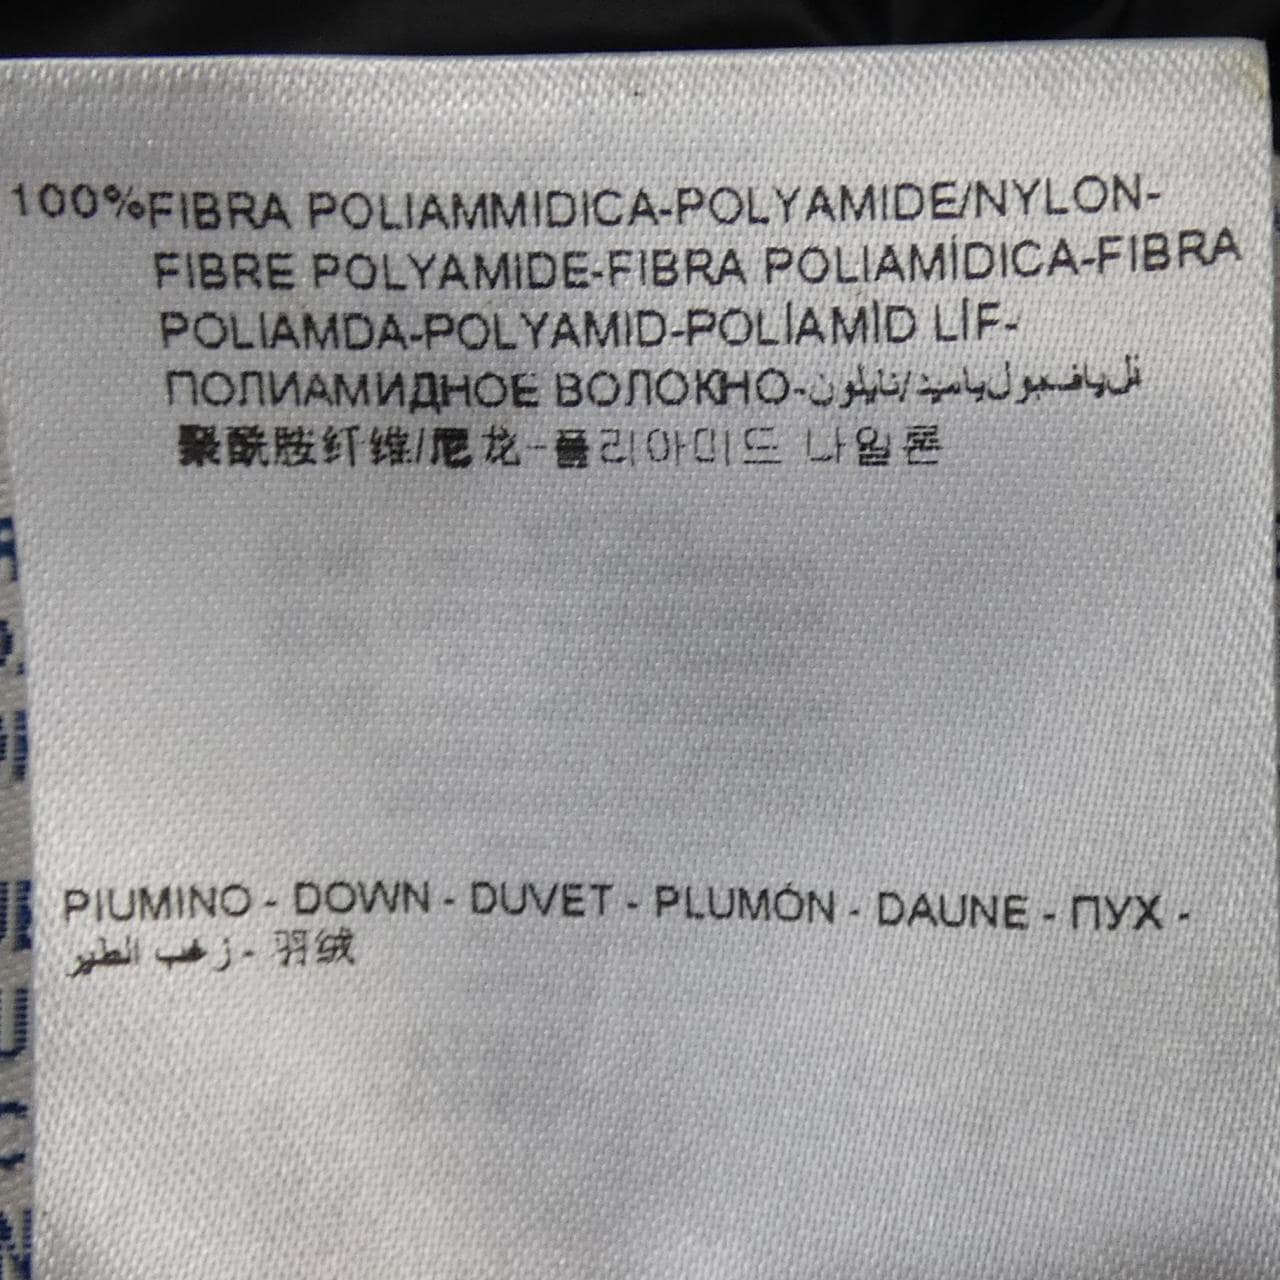 100%FIBRA POLIAMMIDICA-POLYAMIDE/NYLON-
FIBRE POLYAMIDE-FIBRA POLIAMÍDICA-FIBRA
POLIAMDA-POLYAMID-POLİAMİD LİF-
ПОЛИАМИДНОЕ ВОЛОКНО-
聚酰胺纤维/尼龙-폴리아미드 나일론
PIUMINO - DOWN - DUVET - PLUMÓN - DAUNE - ПУХ -
زغب الطير - 羽绒